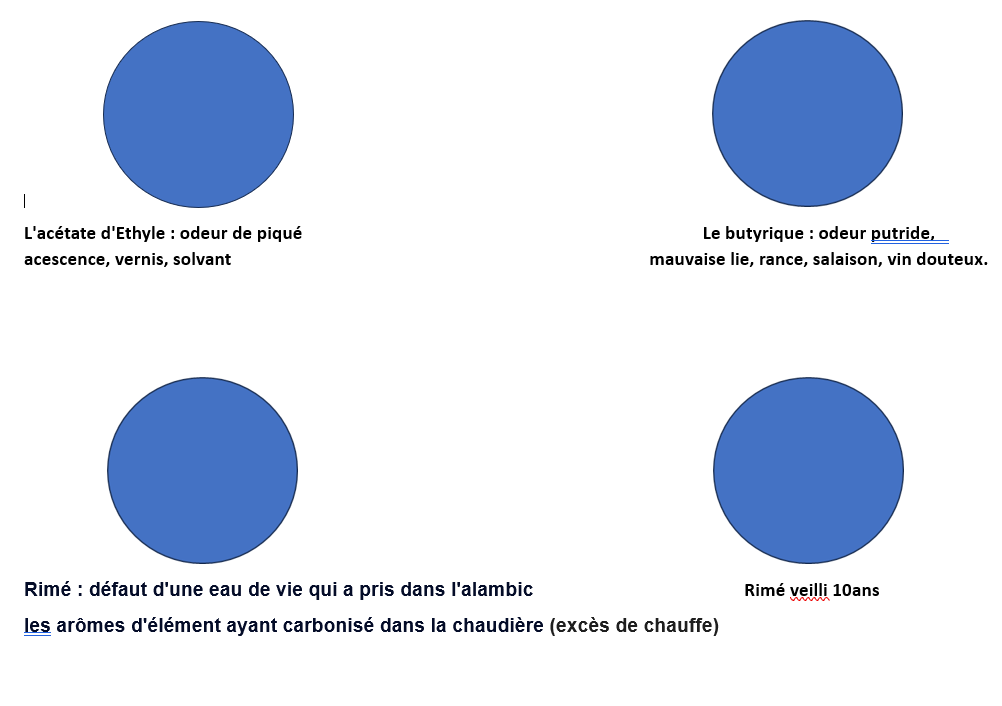 L'acétate d'Ethyle : odeur de piqué
acescence, vernis, solvant
Le butyrique : odeur putride,
mauvaise lie, rance, salaison, vin douteux.
Rimé : défaut d'une eau de vie qui a pris dans l'alambic
les arômes d'élément ayant carbonisé dans la chaudière (excès de chauffe)
Rimé veilli 10ans